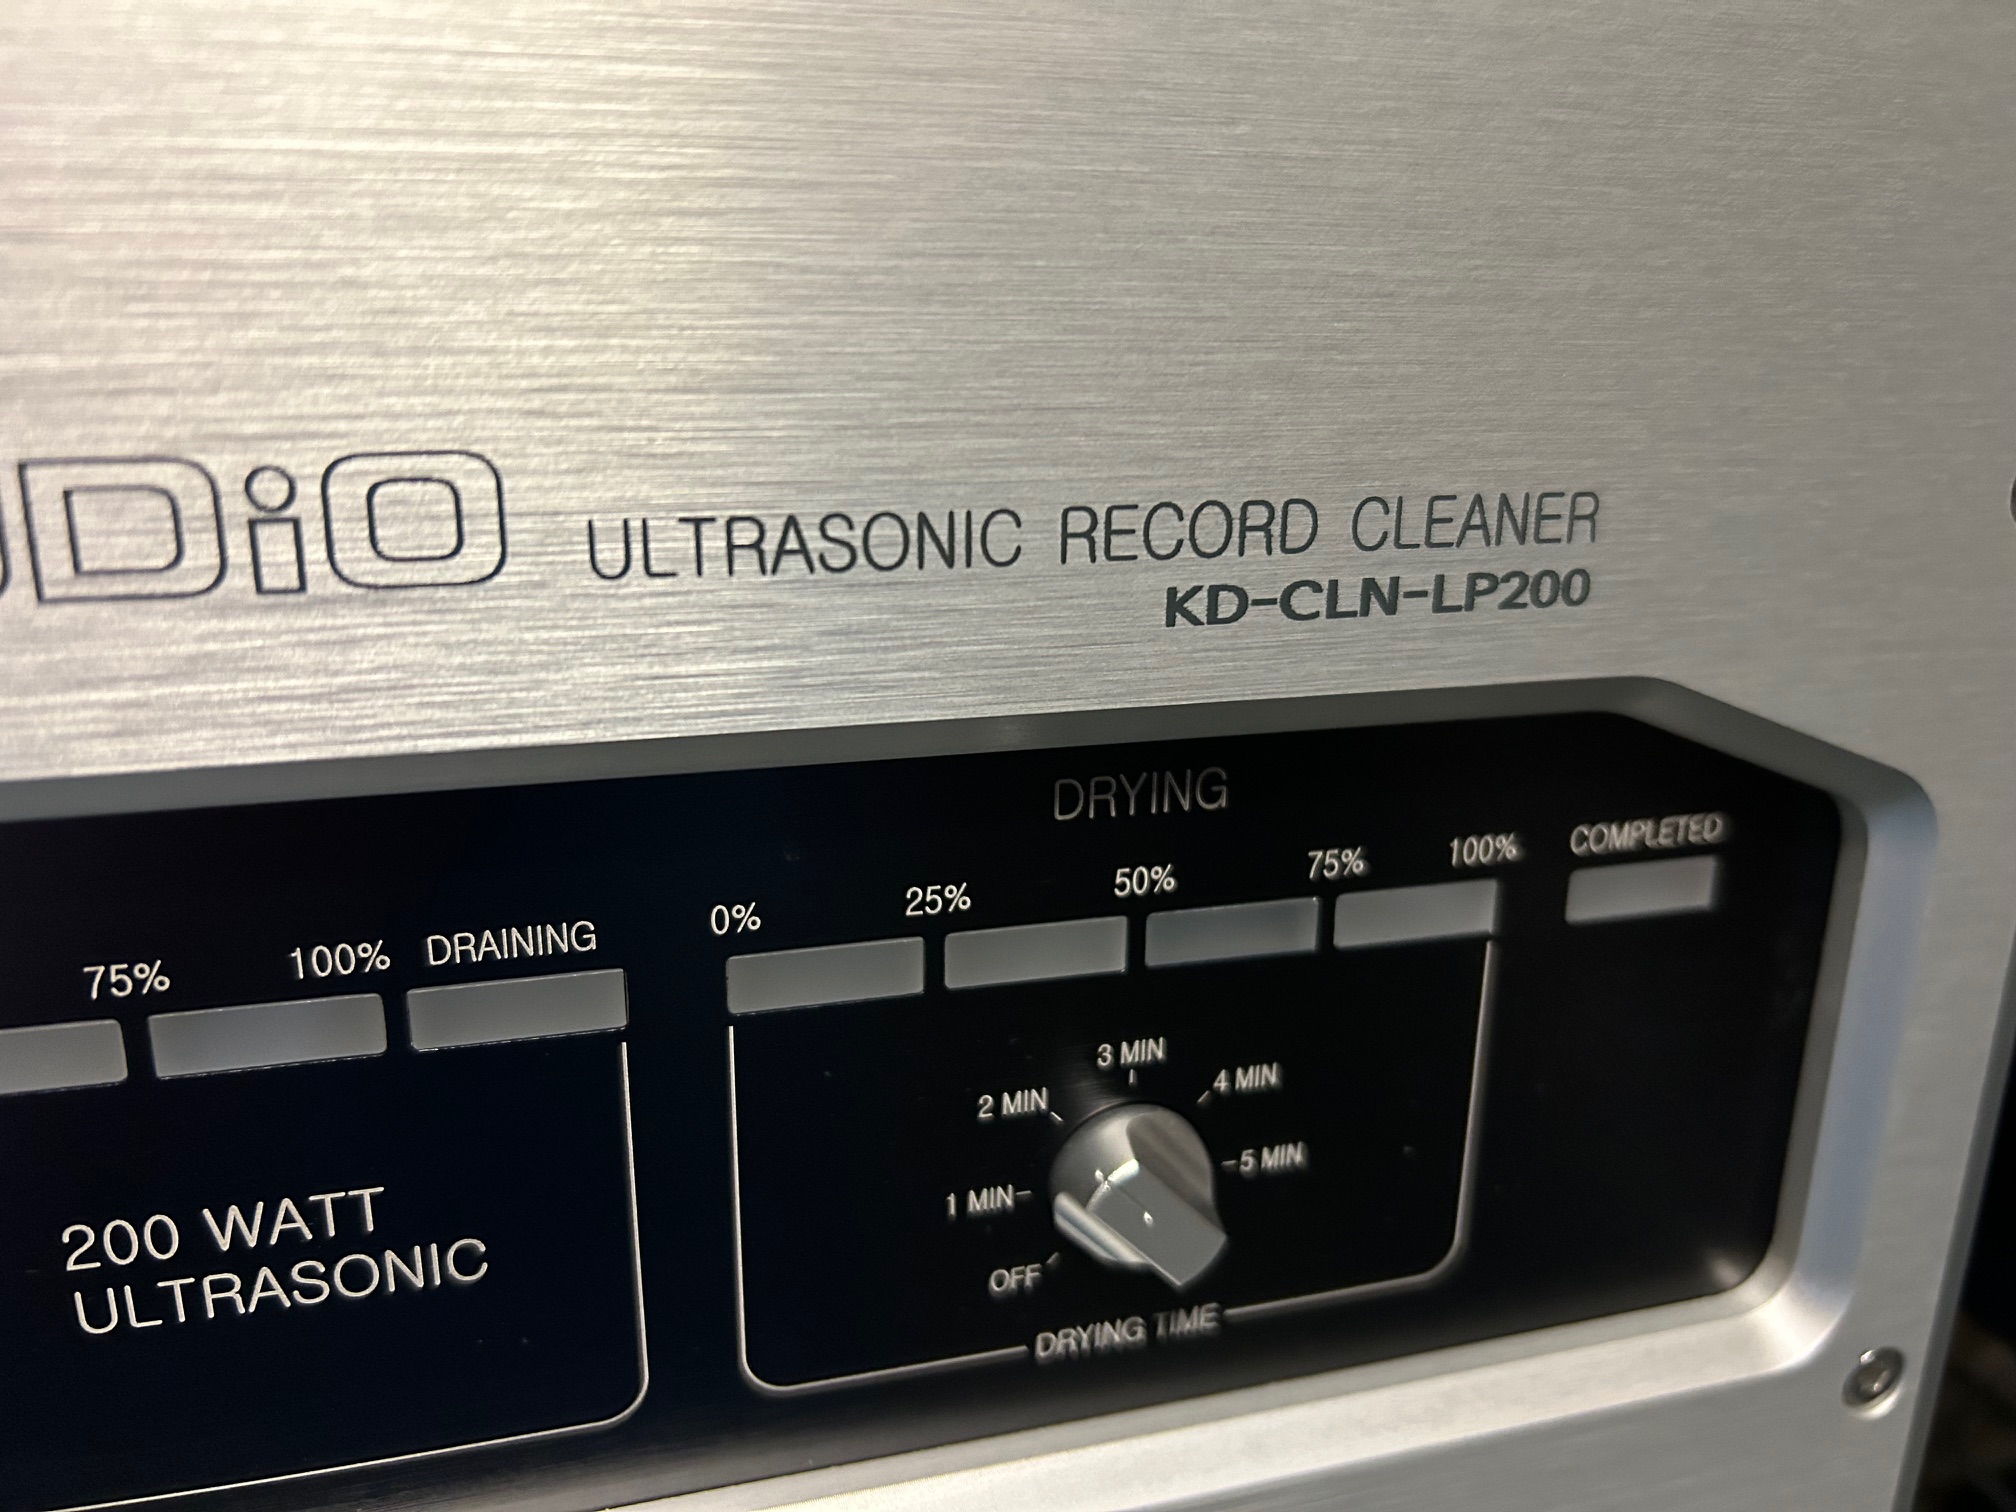 DiO ULTRASONIC RECORD CLEANER
KD-CLN-LP200
DRYING
75% 100% DRAINING
0% 25% 50% 75% 100% COMPLETED
200 WATT
ULTRASONIC
3 MIN
2 MIN 4 MIN
1 MIN 5 MIN
OFF
DRYING TIME